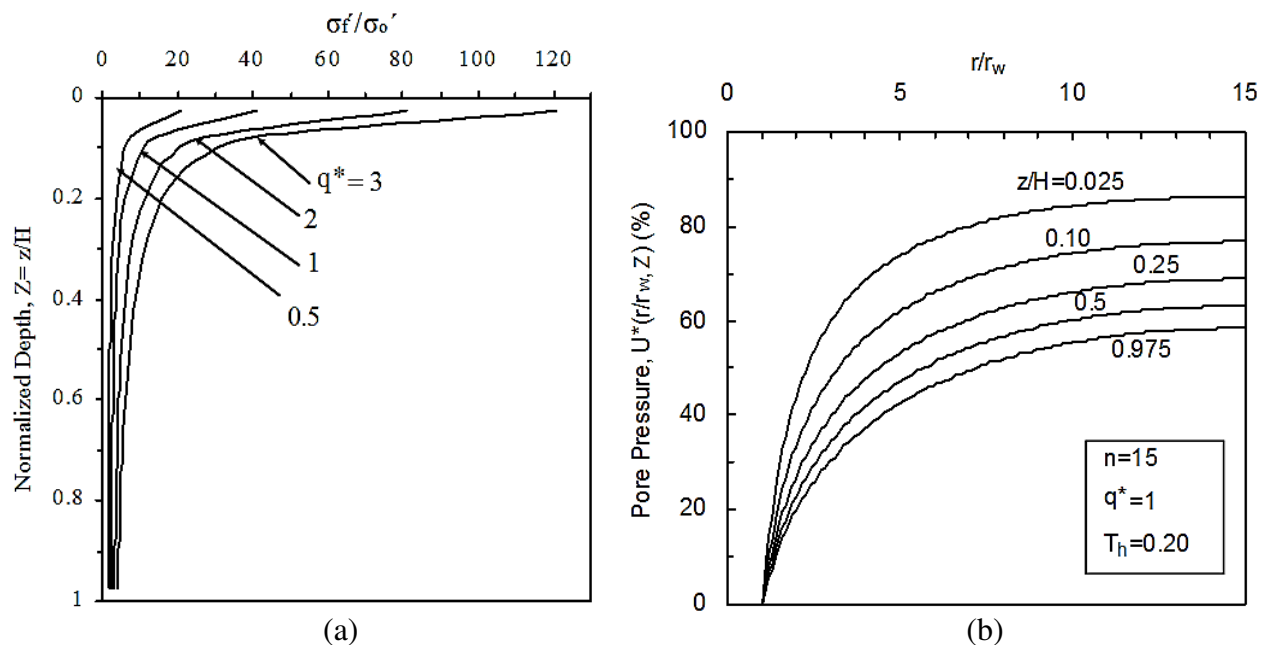 σf′/σo′
0 20 40 60 80 100 120
0
0.2
0.4
0.6
0.8
1
Normalized Depth, Z= z/H
q*= 3
2
1
0.5
(a)
r/rw
0 5 10 15
100
80
60
40
20
0
Pore Pressure, U*(r/rw, Z) (%)
z/H=0.025
0.10
0.25
0.5
0.975
n=15
q*=1
Th=0.20
(b)